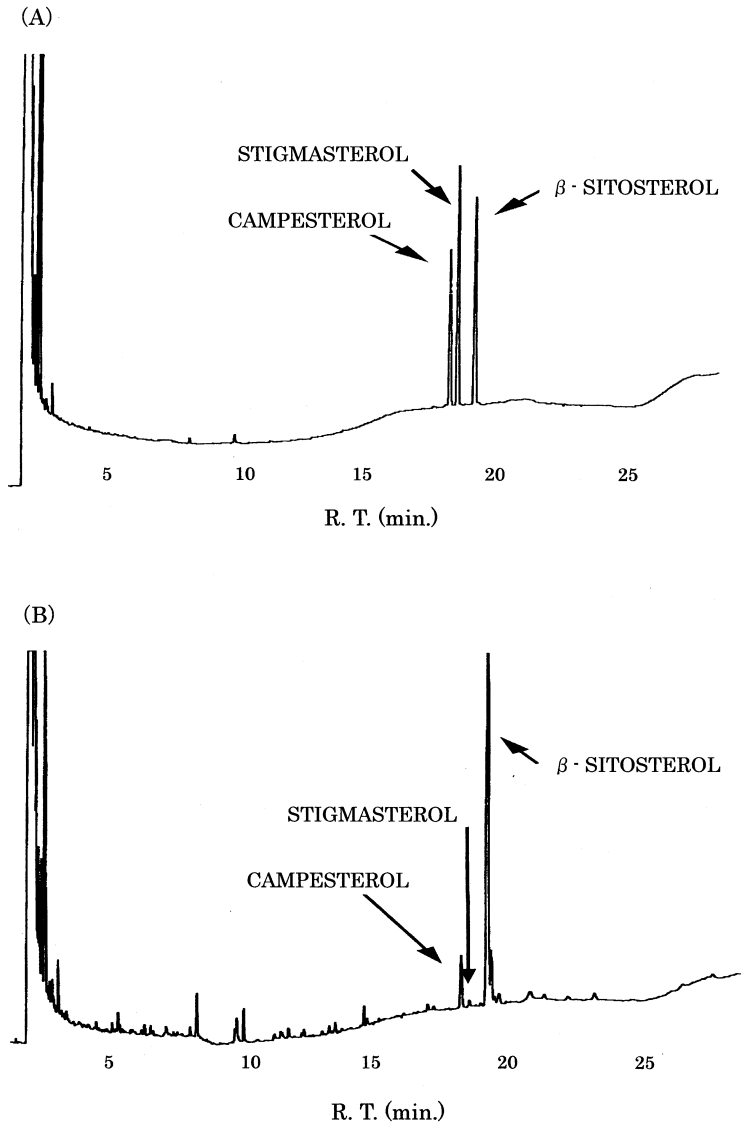 (A)
STIGMASTEROL
β - SITOSTEROL
CAMPESTEROL
5 10 15 20 25
R. T. (min.)
(B)
β - SITOSTEROL
STIGMASTEROL
CAMPESTEROL
5 10 15 20 25
R. T. (min.)